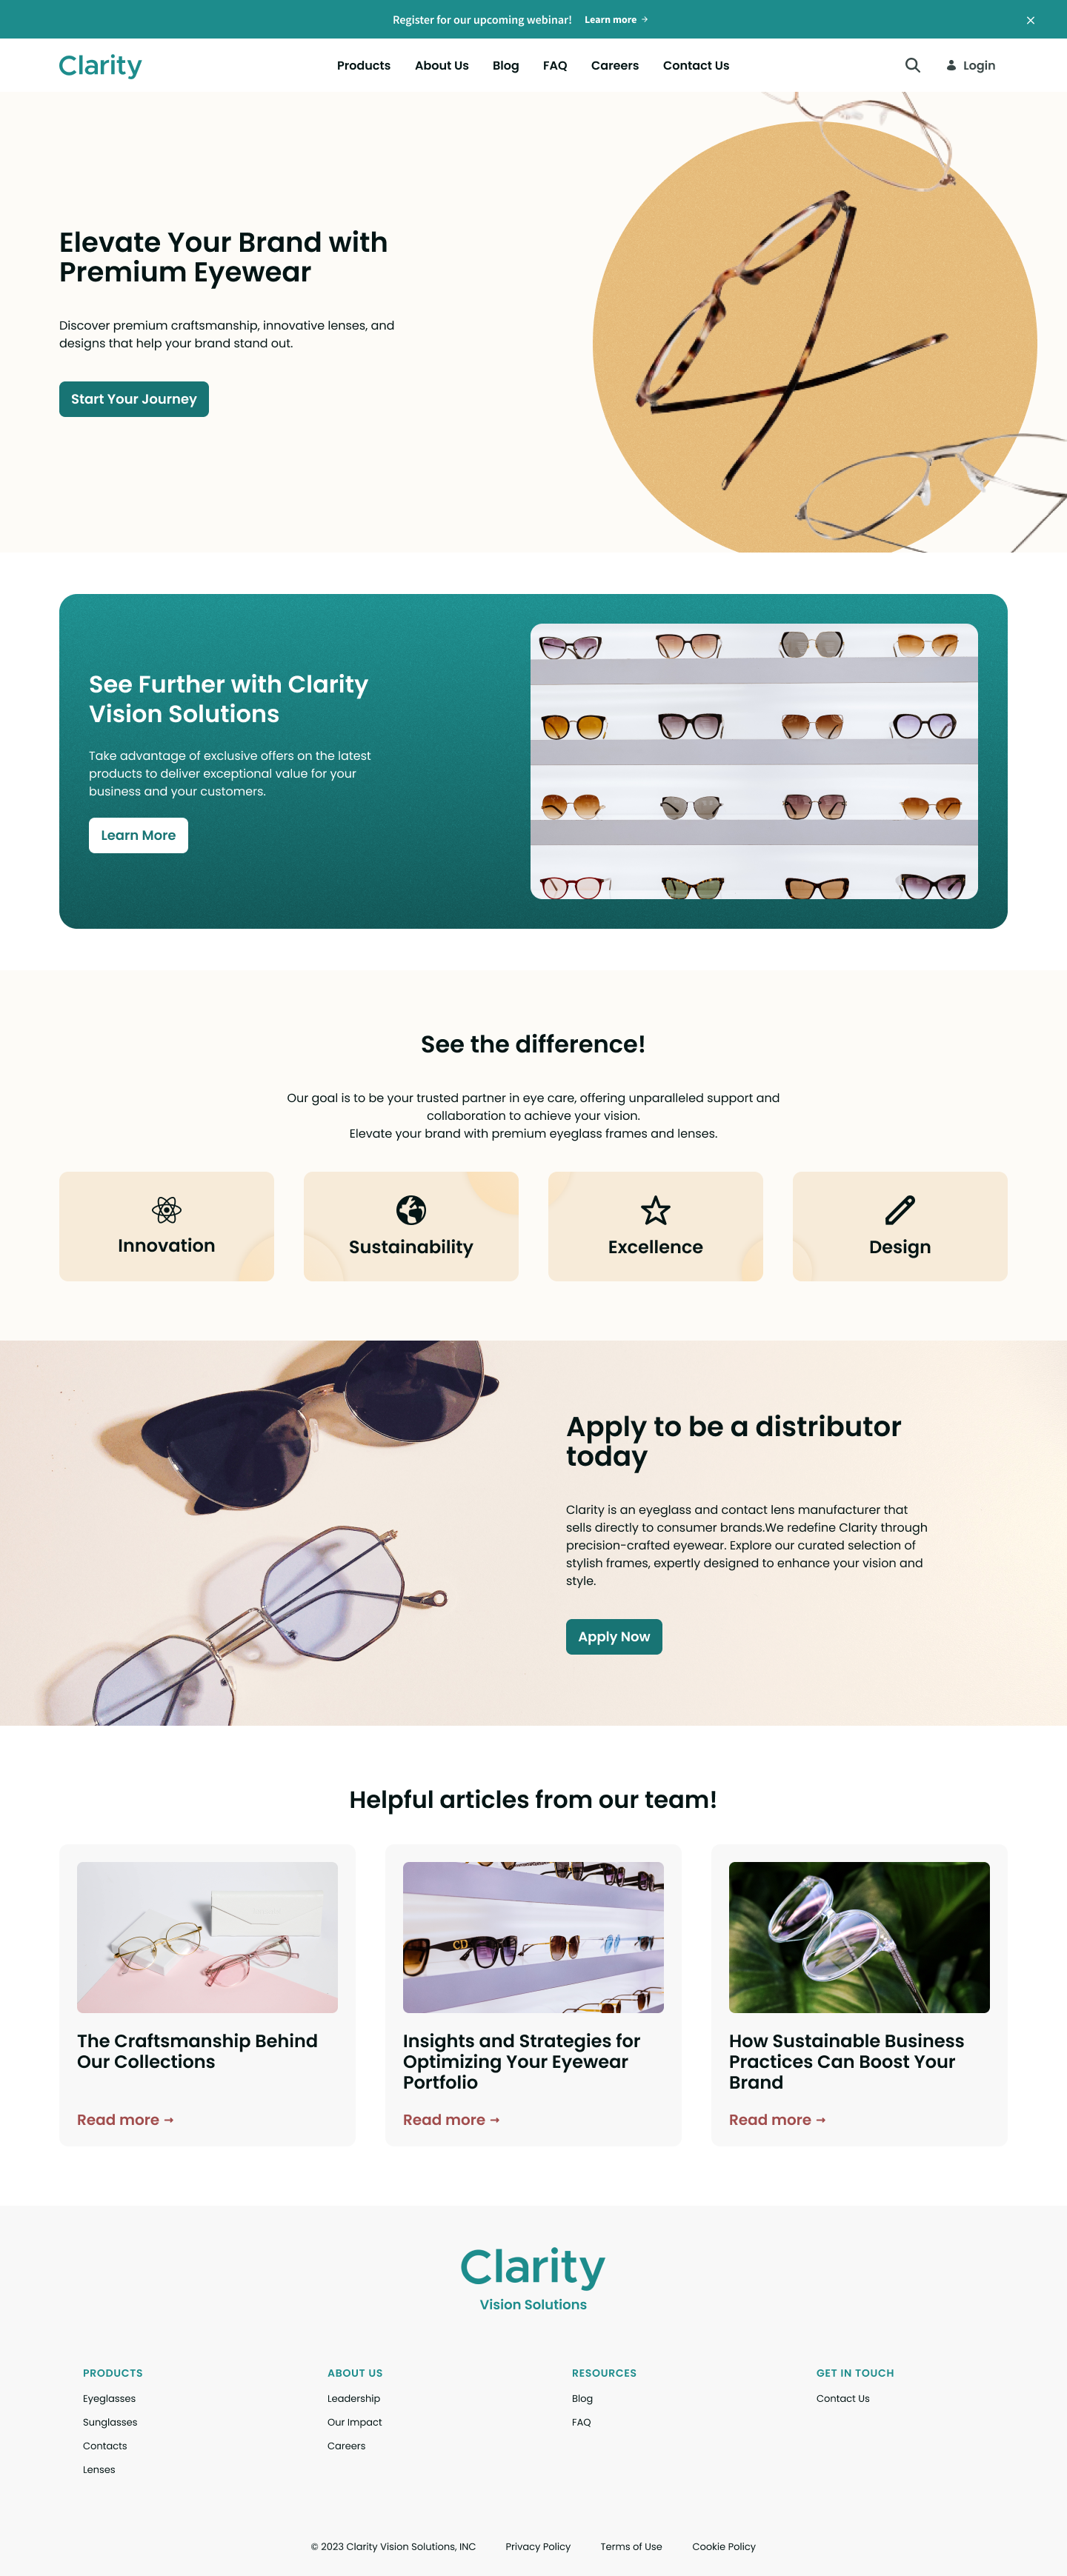 Register for our upcoming webinar! Learn more →
Clarity
Products About Us Blog FAQ Careers Contact Us
Login
Elevate Your Brand with
Premium Eyewear
Discover premium craftsmanship, innovative lenses, and
designs that help your brand stand out.
Start Your Journey
See Further with Clarity
Vision Solutions
Take advantage of exclusive offers on the latest
products to deliver exceptional value for your
business and your customers.
Learn More
See the difference!
Our goal is to be your trusted partner in eye care, offering unparalleled support and
collaboration to achieve your vision.
Elevate your brand with premium eyeglass frames and lenses.
Innovation
Sustainability
Excellence
Design
Apply to be a distributor
today
Clarity is an eyeglass and contact lens manufacturer that
sells directly to consumer brands.We redefine Clarity through
precision-crafted eyewear. Explore our curated selection of
stylish frames, expertly designed to enhance your vision and
style.
Apply Now
Helpful articles from our team!
CD
The Craftsmanship Behind
Our Collections
Read more →
Insights and Strategies for
Optimizing Your Eyewear
Portfolio
Read more →
How Sustainable Business
Practices Can Boost Your
Brand
Read more →
Clarity
Vision Solutions
PRODUCTS
Eyeglasses
Sunglasses
Contacts
Lenses
ABOUT US
Leadership
Our Impact
Careers
RESOURCES
Blog
FAQ
GET IN TOUCH
Contact Us
© 2023 Clarity Vision Solutions, INC Privacy Policy Terms of Use Cookie Policy